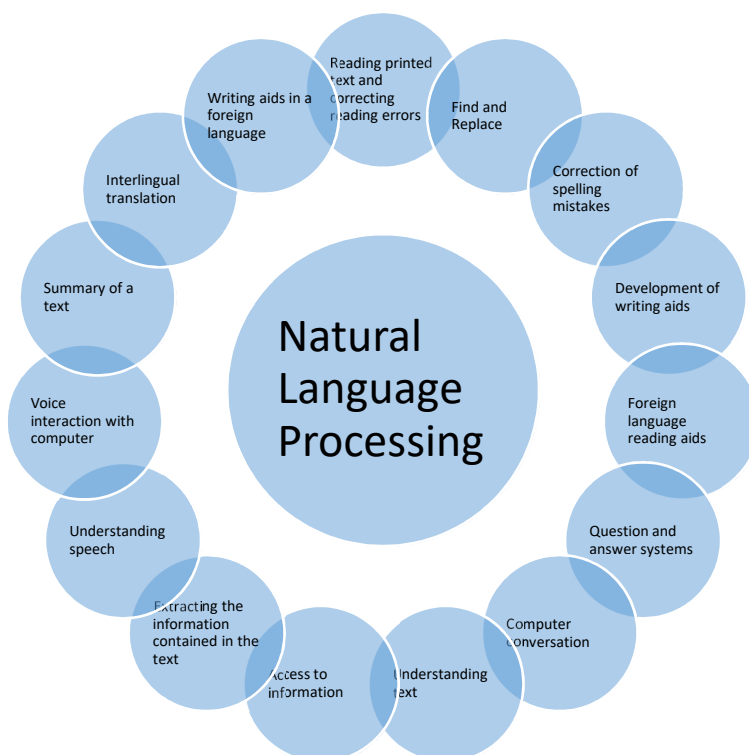 Reading printed
text and
correcting
reading errors
Find and
Replace
Correction of
spelling
mistakes
Development of
writing aids
Foreign
language
reading aids
Question and
answer systems
Computer
conversation
Understanding
text
Access to
information
Extracting the
information
contained in the
text
Understanding
speech
Voice
interaction with
computer
Summary of a
text
Interlingual
translation
Writing aids in a
foreign
language
Natural
Language
Processing